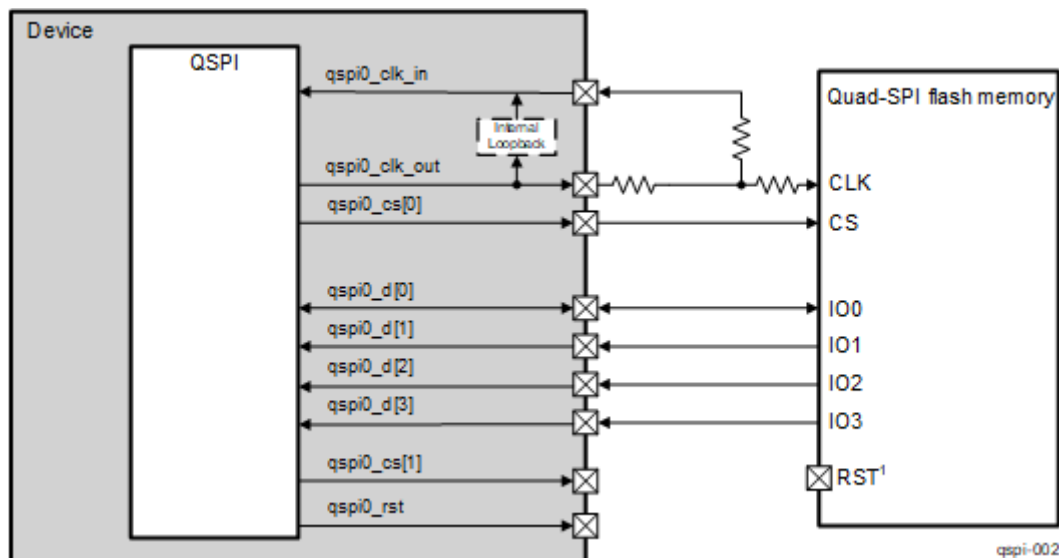 Device
QSPI
qspi0_clk_in
Internal
Loopback
qspi0_clk_out
qspi0_cs[0]
qspi0_d[0]
qspi0_d[1]
qspi0_d[2]
qspi0_d[3]
qspi0_cs[1]
qspi0_rst
Quad-SPI flash memory
CLK
CS
IO0
IO1
IO2
IO3
RST¹
qspi-002